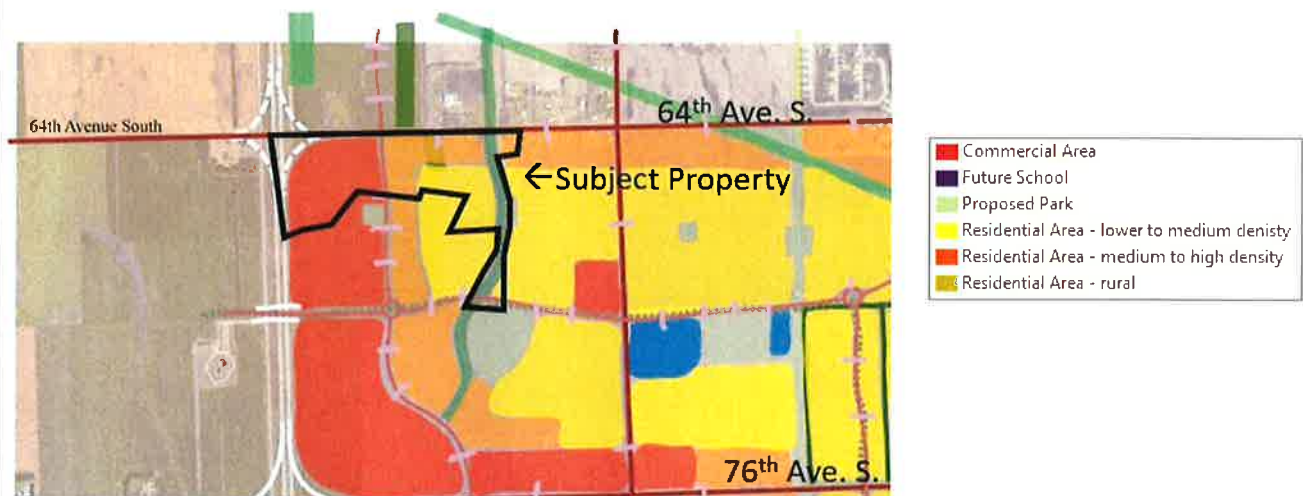 64th Ave. S.
64th Avenue South
←Subject Property
Commercial Area
Future School
Proposed Park
Residential Area - lower to medium denisty
Residential Area - medium to high density
Residential Area - rural
76th Ave. S.